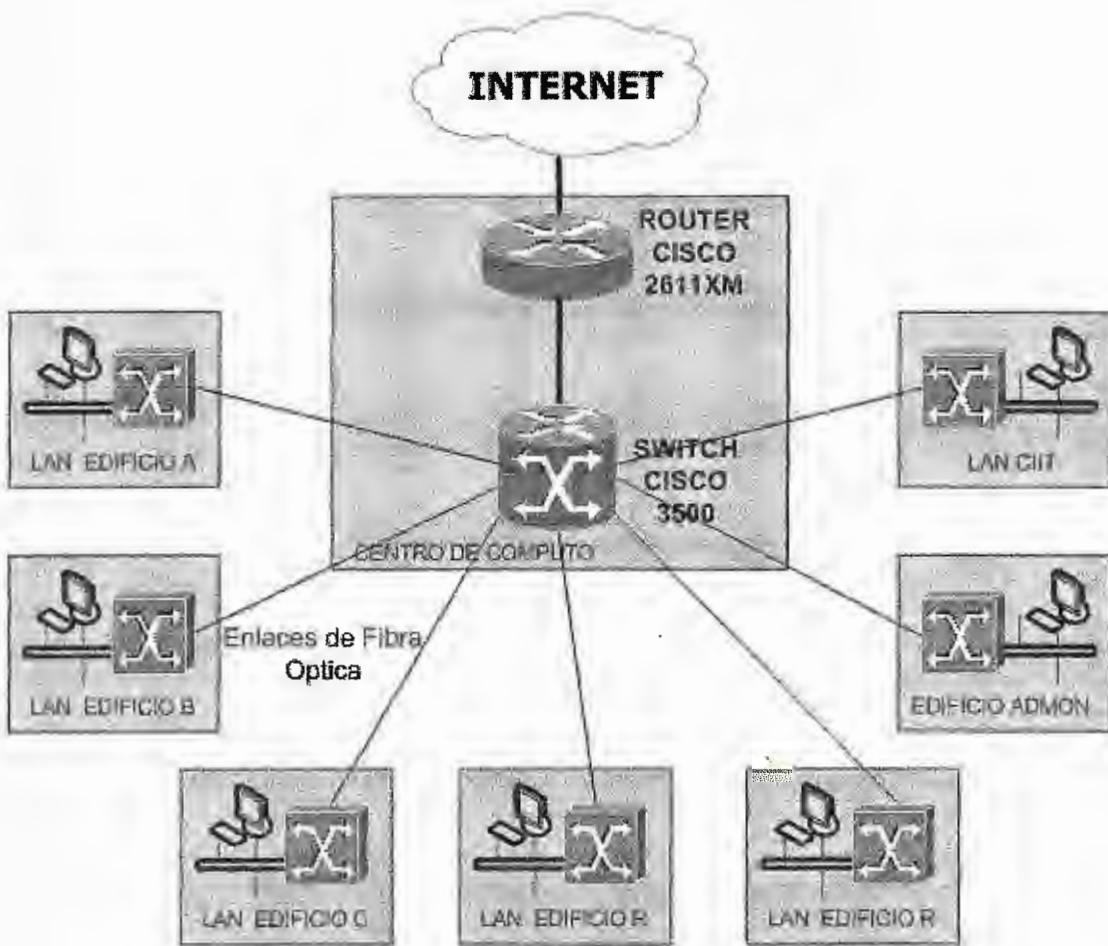 INTERNET
ROUTER
CISCO
2611XM
LAN EDIFICIO A
SWITCH
CISCO
3500
LAN CIIT
CENTRO DE COMPUTO
Enlaces de Fibra
Optica
LAN EDIFICIO B
EDIFICIO ADMON
LAN EDIFICIO C
LAN EDIFICIO R
LAN EDIFICIO R